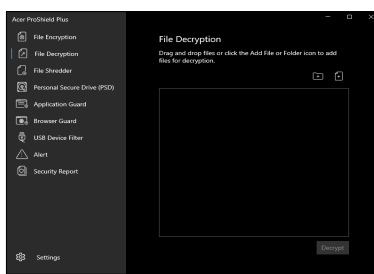 Acer ProShield Plus
File Encryption
File Decryption
File Shredder
Personal Secure Drive (PSD)
Application Guard
Browser Guard
USB Device Filter
Alert
Security Report
Settings
File Decryption
Drag and drop files or click the Add File or Folder icon to add
files for decryption.
Decrypt